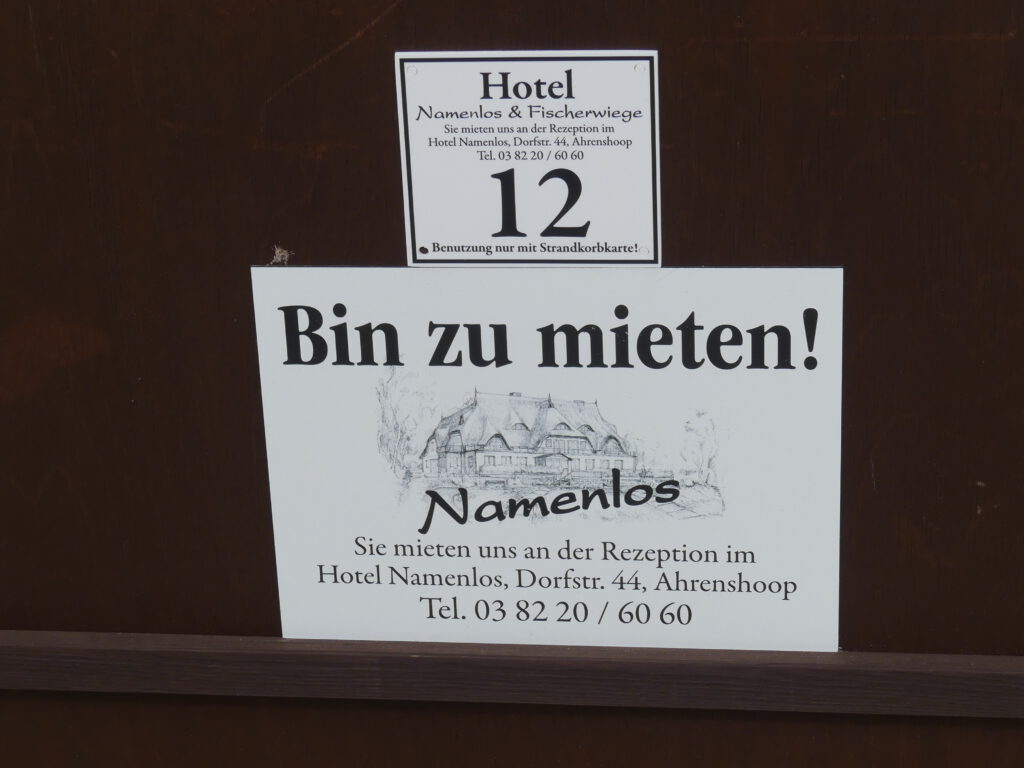 Hotel
Namenlos & Fischerwiege
Sie mieten uns an der Rezeption im
Hotel Namenlos, Dorfstr. 44, Ahrenshoop
Tel. 03 82 20 / 60 60
12
Benutzung nur mit Strandkorbkarte!
Bin zu mieten!
Namenlos
Sie mieten uns an der Rezeption im
Hotel Namenlos, Dorfstr. 44, Ahrenshoop
Tel. 03 82 20 / 60 60